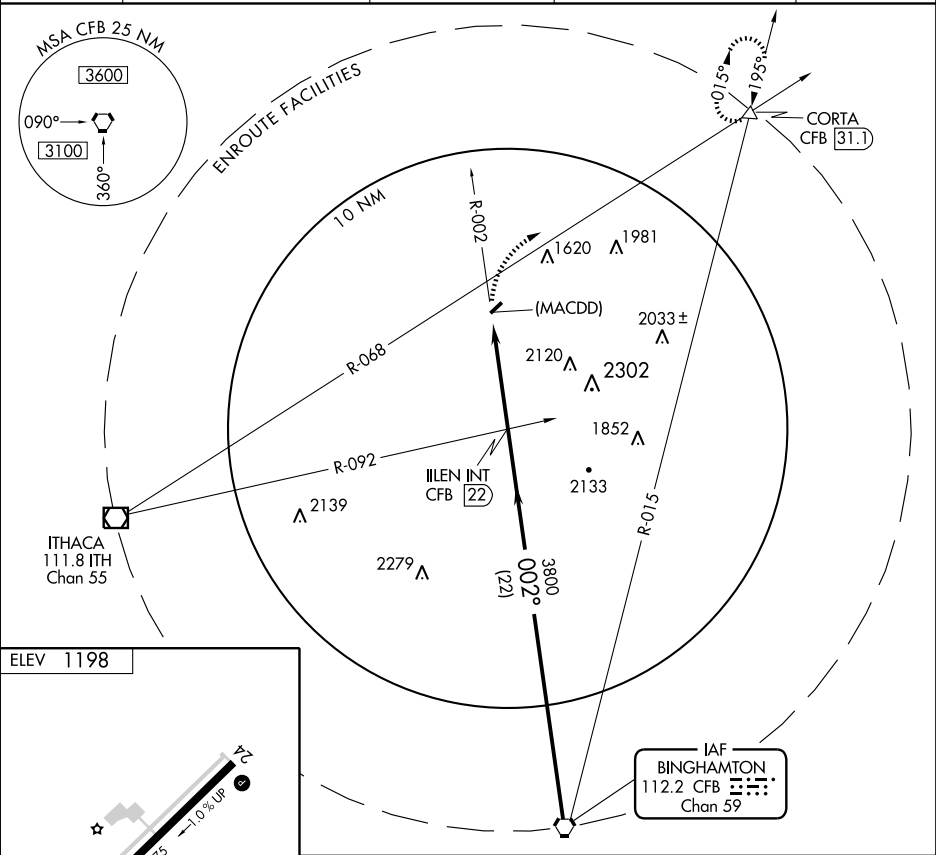 MSA CFB 25 NM
3600
090°
3100
360°
ENROUTE FACILITIES
10 NM
015°
195°
CORTA
CFB 31.1
R-002
1620
1981
(MACDD)
2033±
R-068
2120
2302
R-092
1852
IILEN INT
CFB 22
2133
R-015
2139
ITHACA
111.8 ITH
Chan 55
2279
3800
002°
(22)
ELEV 1198
24
P
1.0% UP
IAF
BINGHAMTON
112.2 CFB
Chan 59